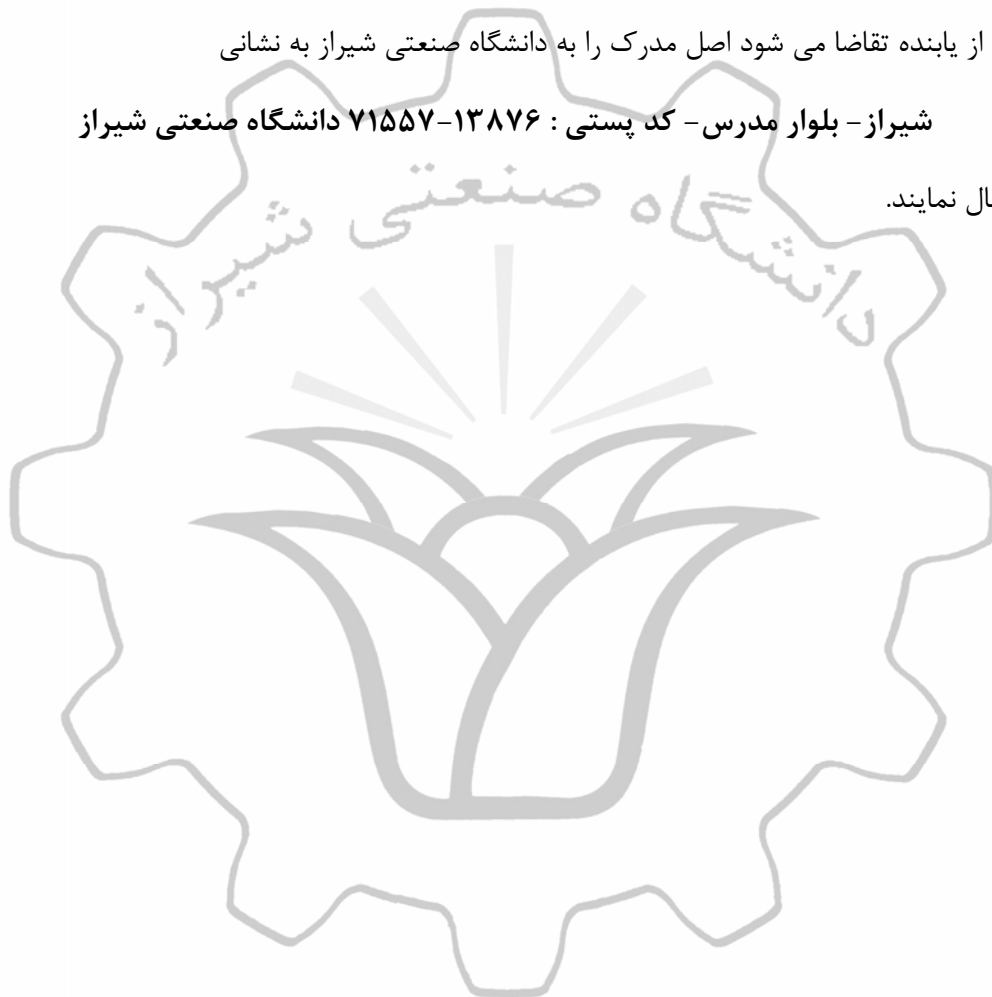 از یابنده تقاضا می شود اصل مدرک را به دانشگاه صنعتی شیراز به نشانی
شیراز- بلوار مدرس- کد پستی : ۱۳۸۷۶-۷۱۵۵۷ دانشگاه صنعتی شیراز
نمایند.
دانشگاه صنعتی شیراز